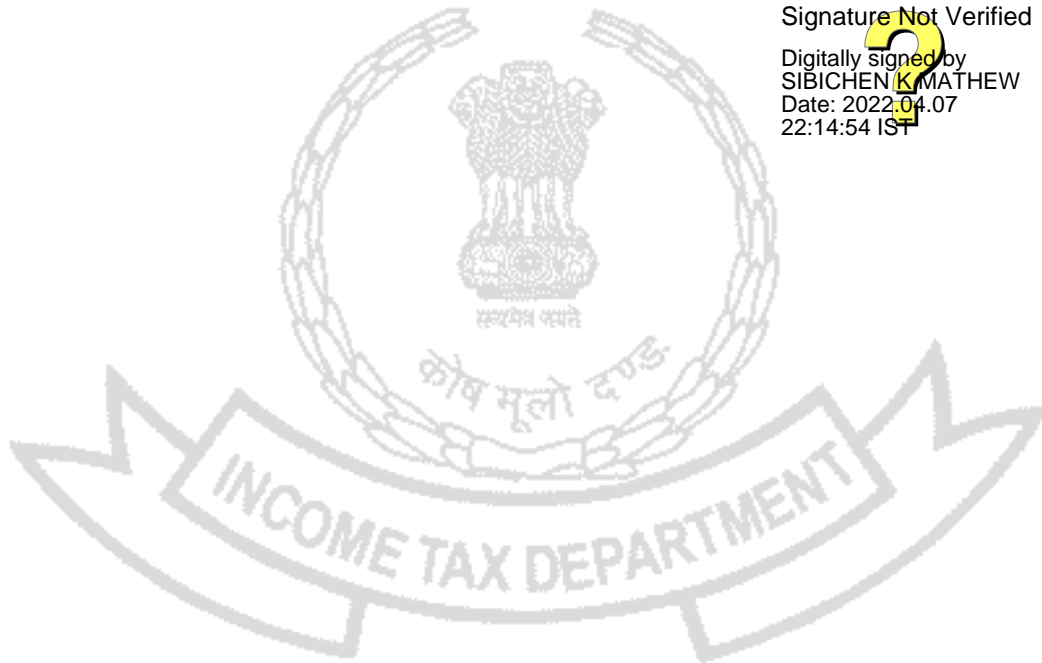 Signature Not Verified
Digitally signed by
SIBICHEN K MATHEW
Date: 2022.04.07
22:14:54 IST
सत्यमेव जयते
कोष मूलो दण्डः
INCOME TAX DEPARTMENT